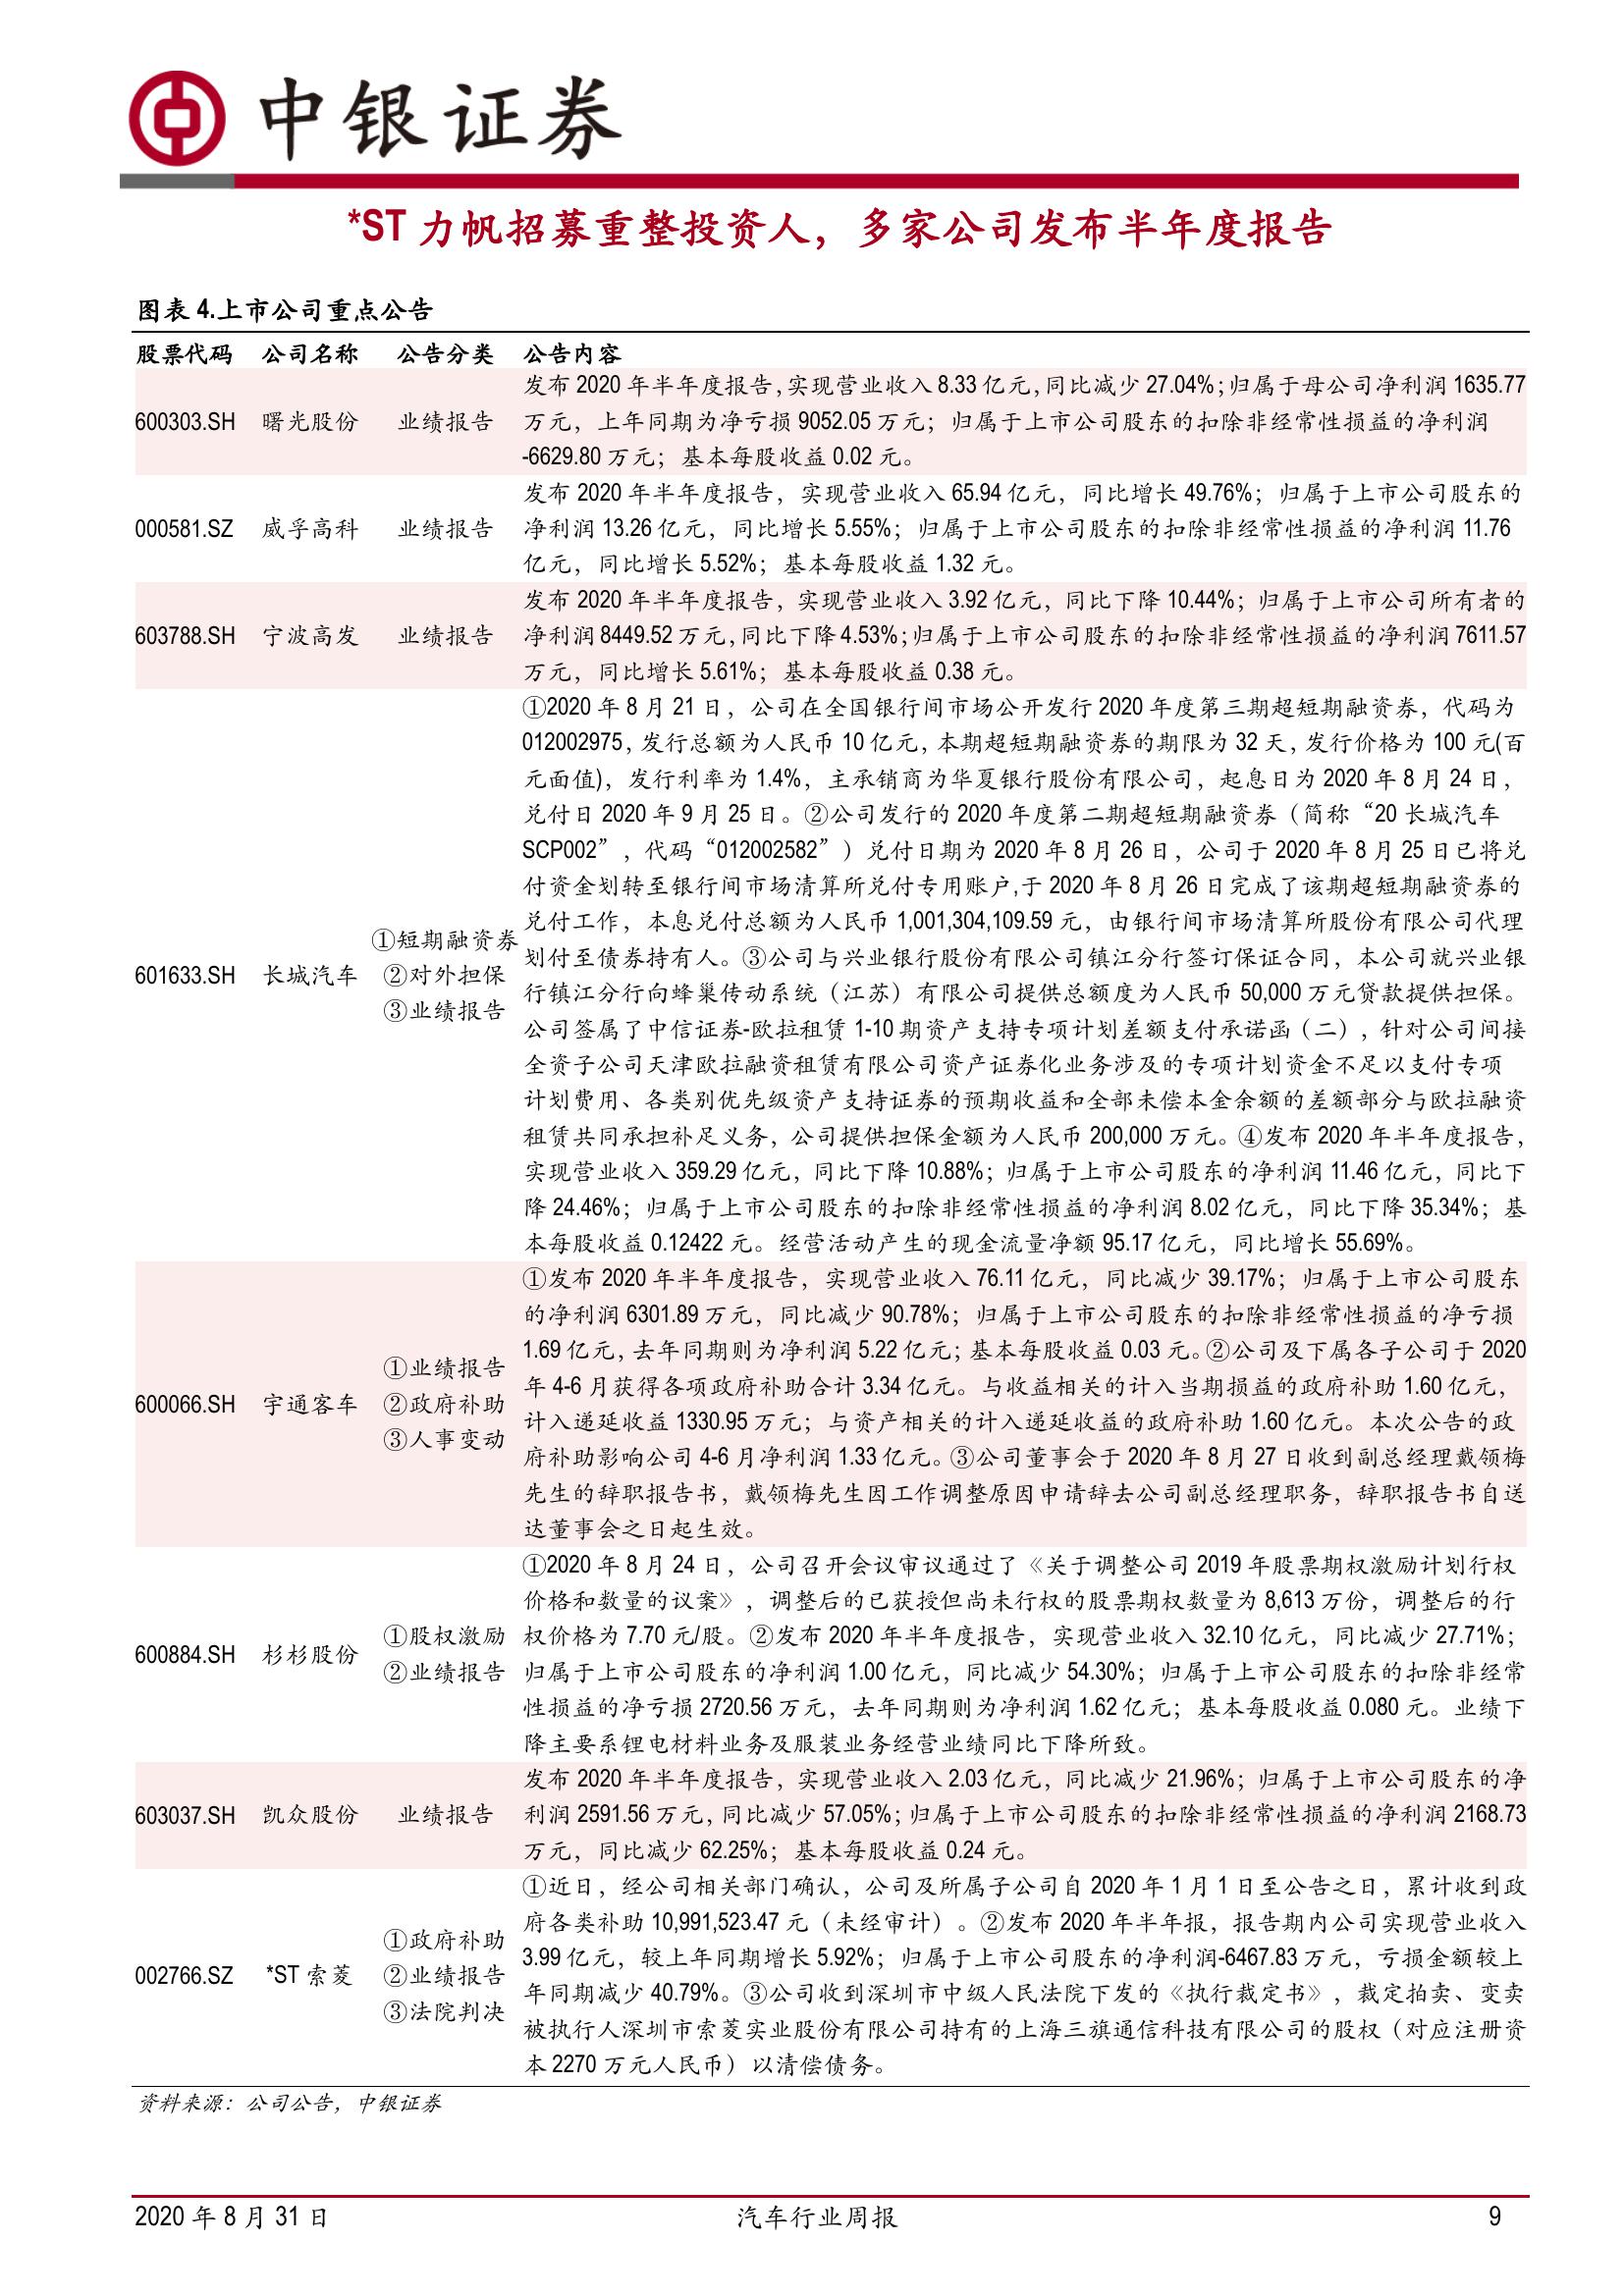 中银证券
*ST 力帆招募重整投资人，多家公司发布半年度报告
图表 4.上市公司重点公告
股票代码 公司名称 公告分类 公告内容
600303.SH 曙光股份 业绩报告
发布 2020 年半年度报告,实现营业收入 8.33 亿元,同比减少 27.04%;归属于母公司净利润 1635.77
万元，上年同期为净亏损 9052.05 万元；归属于上市公司股东的扣除非经常性损益的净利润
-6629.80 万元；基本每股收益 0.02 元。
000581.SZ 威孚高科 业绩报告
发布 2020 年半年度报告，实现营业收入 65.94 亿元，同比增长 49.76%；归属于上市公司股东的
净利润 13.26 亿元，同比增长 5.55%；归属于上市公司股东的扣除非经常性损益的净利润 11.76
亿元，同比增长 5.52%；基本每股收益 1.32 元。
603788.SH 宁波高发 业绩报告
发布 2020 年半年度报告，实现营业收入 3.92 亿元，同比下降 10.44%；归属于上市公司所有者的
净利润 8449.52 万元,同比下降 4.53%;归属于上市公司股东的扣除非经常性损益的净利润 7611.57
万元，同比增长 5.61%；基本每股收益 0.38 元。
601633.SH 长城汽车
①短期融资券
②对外担保
③业绩报告
①2020 年 8 月 21 日，公司在全国银行间市场公开发行 2020 年度第三期超短期融资券，代码为
012002975, 发行总额为人民币 10 亿元, 本期超短期融资券的期限为 32 天, 发行价格为 100 元(百
元面值)，发行利率为 1.4%，主承销商为华夏银行股份有限公司，起息日为 2020 年 8 月 24 日，
兑付日 2020 年 9 月 25 日。②公司发行的 2020 年度第二期超短期融资券（简称“20 长城汽车
SCP002”，代码“012002582”）兑付日期为 2020 年 8 月 26 日，公司于 2020 年 8 月 25 日已将兑
付资金划转至银行间市场清算所兑付专用账户,于 2020 年 8 月 26 日完成了该期超短期融资券的
兑付工作，本息兑付总额为人民币 1,001,304,109.59 元，由银行间市场清算所股份有限公司代理
划付至债券持有人。③公司与兴业银行股份有限公司镇江分行签订保证合同，本公司就兴业银
行镇江分行向蜂巢传动系统（江苏）有限公司提供总额度为人民币 50,000 万元贷款提供担保。
公司签属了中信证券-欧拉租赁 1-10 期资产支持专项计划差额支付承诺函（二）, 针对公司间接
全资子公司天津欧拉融资租赁有限公司资产证券化业务涉及的专项计划资金不足以支付专项
计划费用、各类别优先级资产支持证券的预期收益和全部未偿本金余额的差额部分与欧拉融资
租赁共同承担补足义务，公司提供担保金额为人民币 200,000 万元。④发布 2020 年半年度报告，
实现营业收入 359.29 亿元，同比下降 10.88%；归属于上市公司股东的净利润 11.46 亿元，同比下
降 24.46%；归属于上市公司股东的扣除非经常性损益的净利润 8.02 亿元，同比下降 35.34%；基
本每股收益 0.12422 元。经营活动产生的现金流量净额 95.17 亿元，同比增长 55.69%。
600066.SH 宇通客车
①业绩报告
②政府补助
③人事变动
①发布 2020 年半年度报告，实现营业收入 76.11 亿元，同比减少 39.17%；归属于上市公司股东
的净利润 6301.89 万元，同比减少 90.78%；归属于上市公司股东的扣除非经常性损益的净亏损
1.69 亿元, 去年同期则为净利润 5.22 亿元; 基本每股收益 0.03 元。②公司及下属各子公司于 2020
年 4-6 月获得各项政府补助合计 3.34 亿元。与收益相关的计入当期损益的政府补助 1.60 亿元，
计入递延收益 1330.95 万元；与资产相关的计入递延收益的政府补助 1.60 亿元。本次公告的政
府补助影响公司 4-6 月净利润 1.33 亿元。③公司董事会于 2020 年 8 月 27 日收到副总经理戴领梅
先生的辞职报告书，戴领梅先生因工作调整原因申请辞去公司副总经理职务，辞职报告书自送
达董事会之日起生效。
600884.SH 杉杉股份
①股权激励
②业绩报告
①2020 年 8 月 24 日，公司召开会议审议通过了《关于调整公司 2019 年股票期权激励计划行权
价格和数量的议案》，调整后的已获授但尚未行权的股票期权数量为 8,613 万份，调整后的行
权价格为 7.70 元/股。②发布 2020 年半年度报告，实现营业收入 32.10 亿元，同比减少 27.71%；
归属于上市公司股东的净利润 1.00 亿元，同比减少 54.30%；归属于上市公司股东的扣除非经常
性损益的净亏损 2720.56 万元，去年同期则为净利润 1.62 亿元；基本每股收益 0.080 元。业绩下
降主要系锂电材料业务及服装业务经营业绩同比下降所致。
603037.SH 凯众股份 业绩报告
发布 2020 年半年度报告，实现营业收入 2.03 亿元，同比减少 21.96%；归属于上市公司股东的净
利润 2591.56 万元, 同比减少 57.05%; 归属于上市公司股东的扣除非经常性损益的净利润 2168.73
万元，同比减少 62.25%；基本每股收益 0.24 元。
002766.SZ *ST 索菱
①政府补助
②业绩报告
③法院判决
①近日，经公司相关部门确认，公司及所属子公司自 2020 年 1 月 1 日至公告之日，累计收到政
府各类补助 10,991,523.47 元（未经审计）。②发布 2020 年半年报，报告期内公司实现营业收入
3.99 亿元，较上年同期增长 5.92%；归属于上市公司股东的净利润-6467.83 万元，亏损金额较上
年同期减少 40.79%。③公司收到深圳市中级人民法院下发的《执行裁定书》，裁定拍卖、变卖
被执行人深圳市索菱实业股份有限公司持有的上海三旗通信科技有限公司的股权（对应注册资
本 2270 万元人民币）以清偿债务。
资料来源：公司公告，中银证券
2020 年 8 月 31 日 汽车行业周报 9